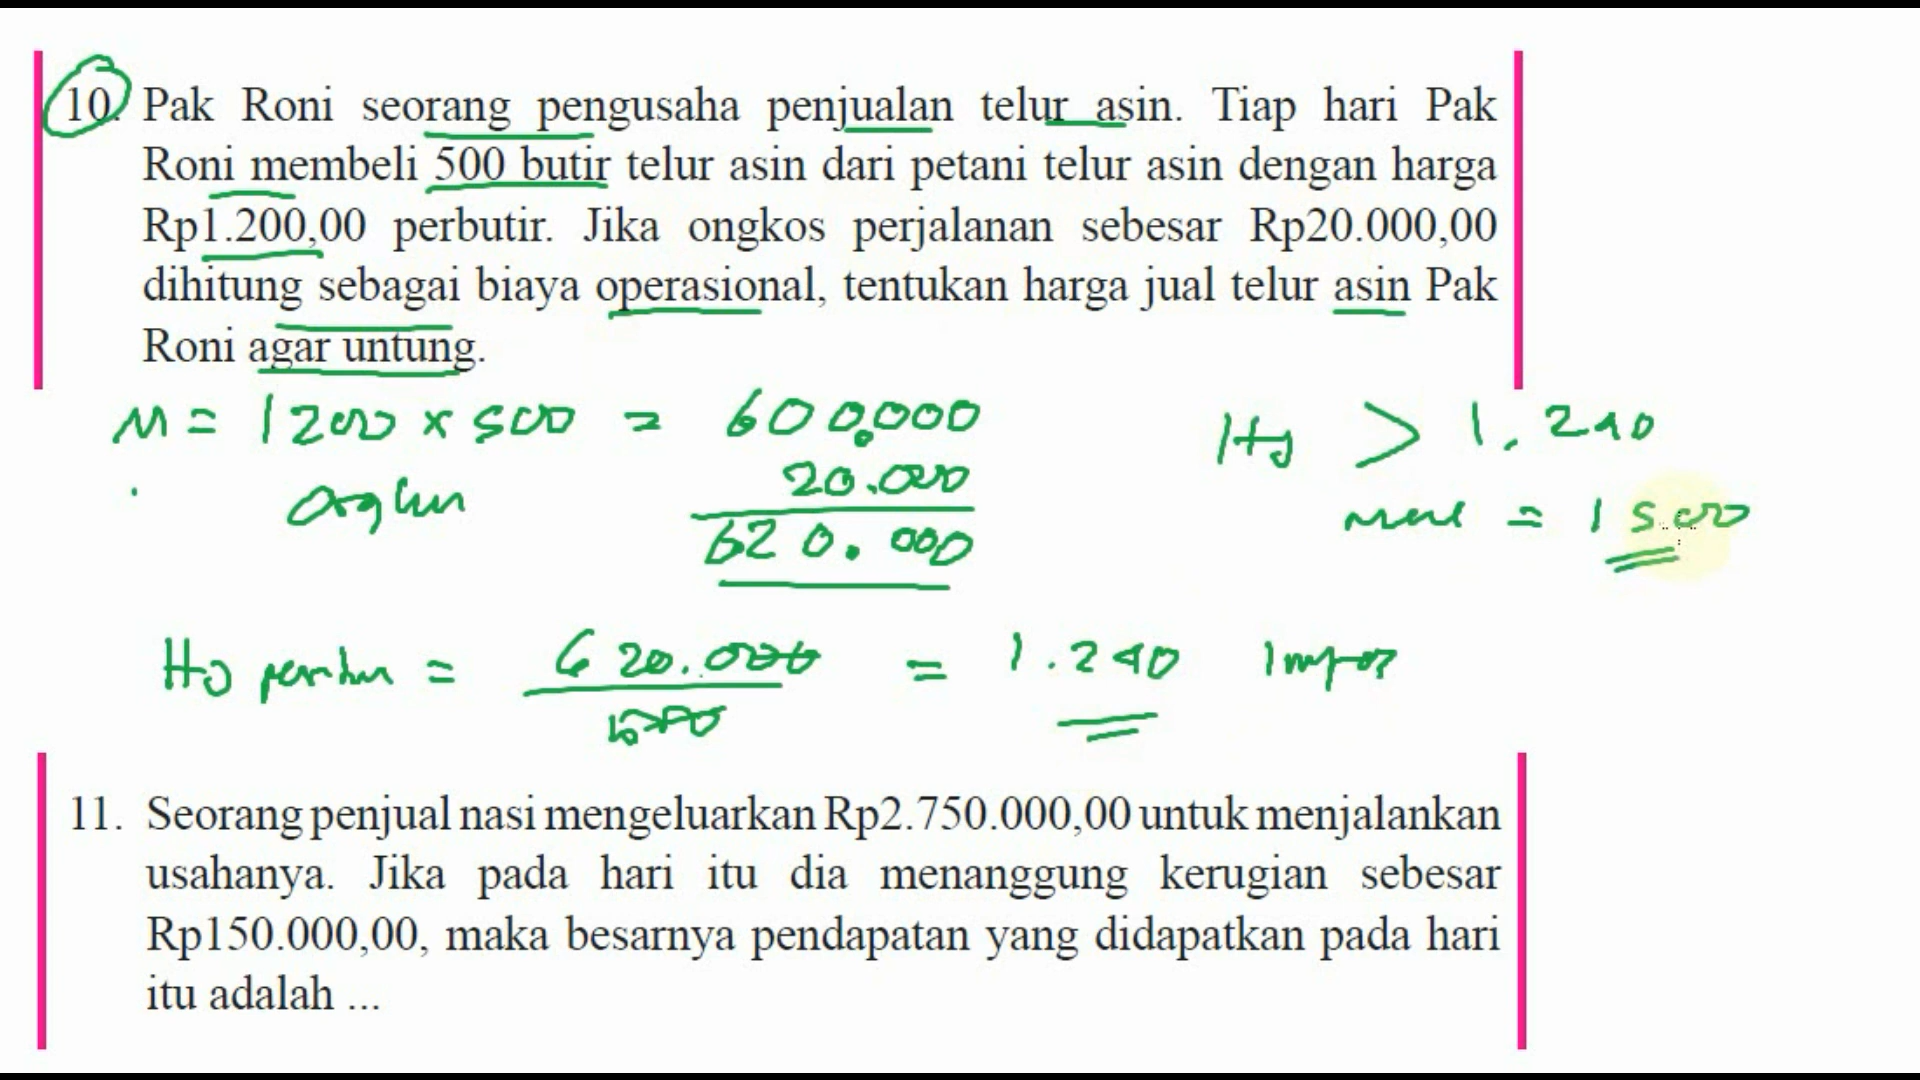 10. Pak Roni seorang pengusaha penjualan telur asin. Tiap hari Pak
Roni membeli 500 butir telur asin dari petani telur asin dengan harga
Rp1.200,00 perbutir. Jika ongkos perjalanan sebesar Rp20.000,00
dihitung sebagai biaya operasional, tentukan harga jual telur asin Pak
Roni agar untung.
M = 1200 x 500 = 600.000
20.000
620.000
Hj > 1.240
= 1500
= 620.000 / 500 = 1.240 impas
11. Seorang penjual nasi mengeluarkan Rp2.750.000,00 untuk menjalankan
usahanya. Jika pada hari itu dia menanggung kerugian sebesar
Rp150.000,00, maka besarnya pendapatan yang didapatkan pada hari
itu adalah ...